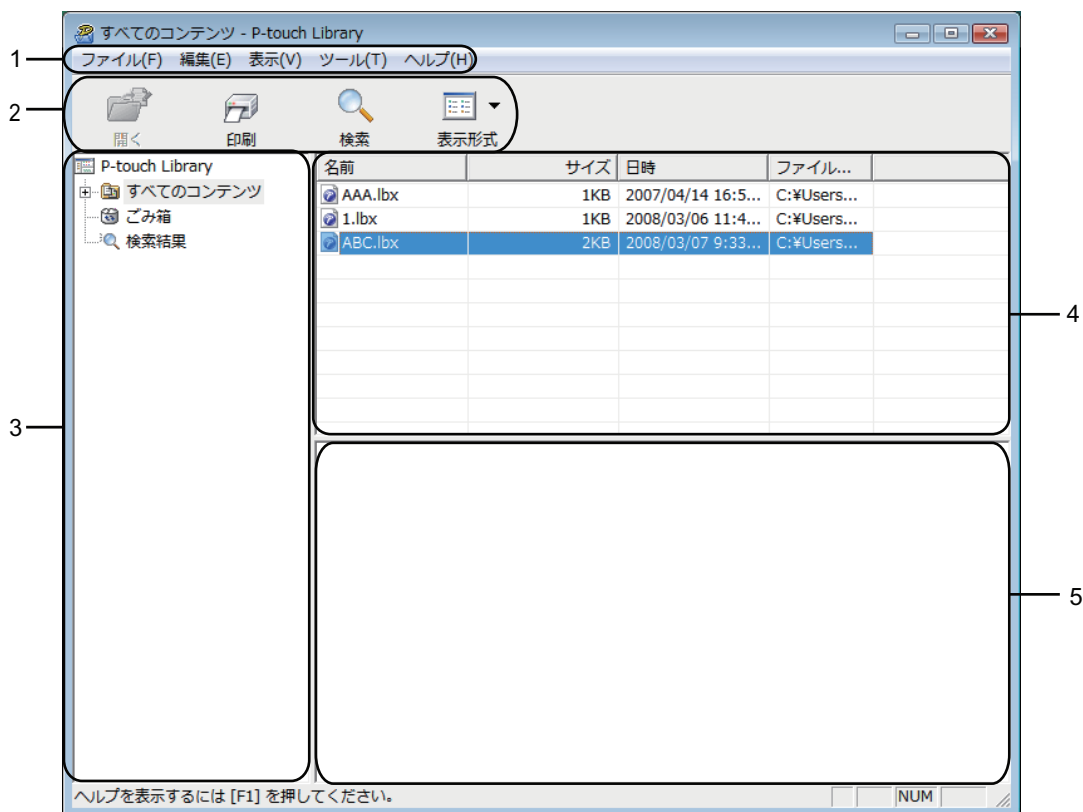 すべてのコンテンツ - P-touch Library
1
ファイル(F) 編集(E) 表示(V) ツール(T) ヘルプ(H)
2
開く 印刷 検索 表示形式
P-touch Library
すべてのコンテンツ
ごみ箱
検索結果
名前 サイズ 日時 ファイル...
AAA.lbx 1KB 2007/04/14 16:5... C:¥Users...
1.lbx 1KB 2008/03/06 11:4... C:¥Users...
ABC.lbx 2KB 2008/03/07 9:33... C:¥Users...
4
3
5
ヘルプを表示するには [F1] を押してください。 NUM